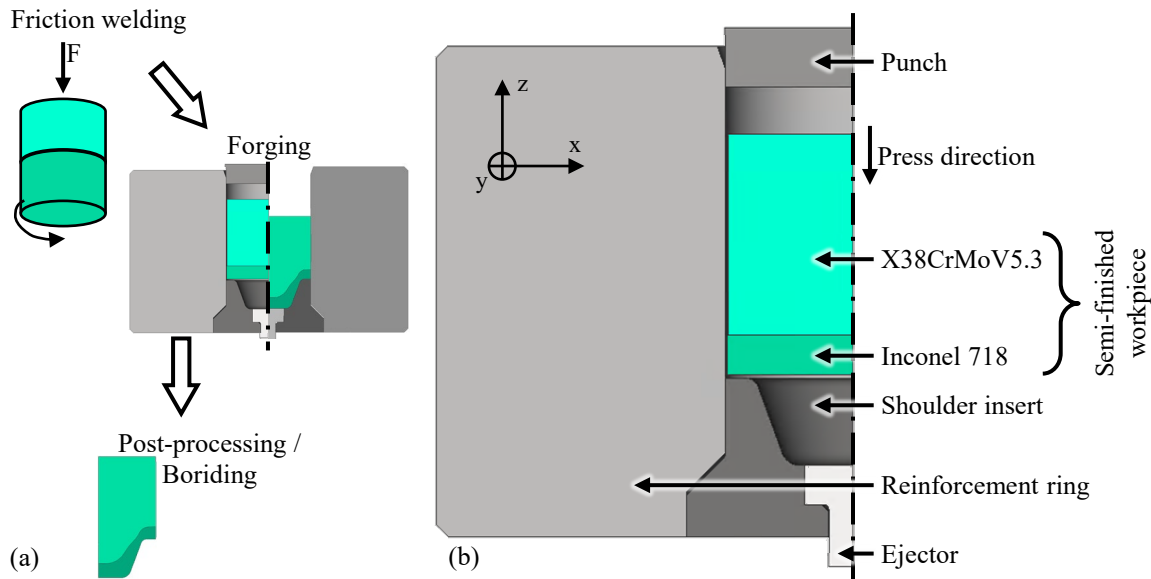 Friction welding
F
Forging
Post-processing /
Boriding
(a)
z
x
y
Punch
Press direction
X38CrMoV5.3
Inconel 718
Semi-finished
workpiece
Shoulder insert
Reinforcement ring
Ejector
(b)